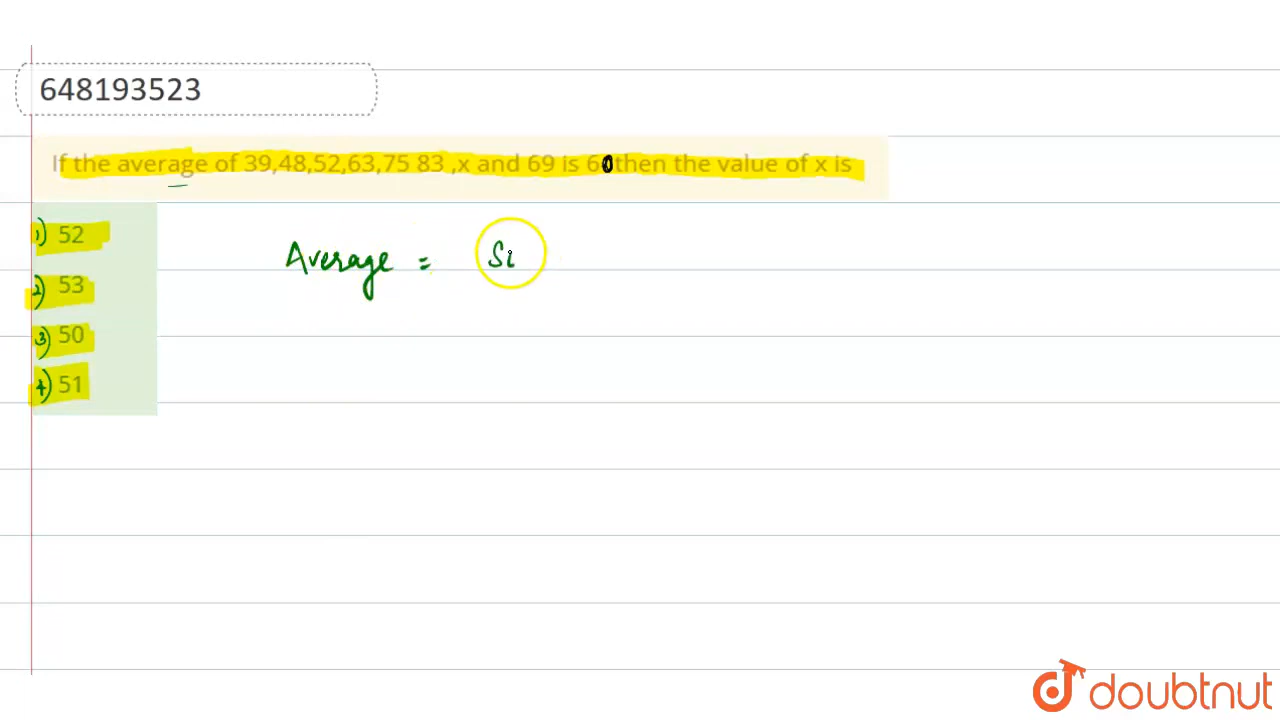 648193523
If the average of 39,48,52,63,75 83 ,x and 69 is 60 then the value of x is
1) 52
2) 53
3) 50
4) 51
Average = Si
doubtnut